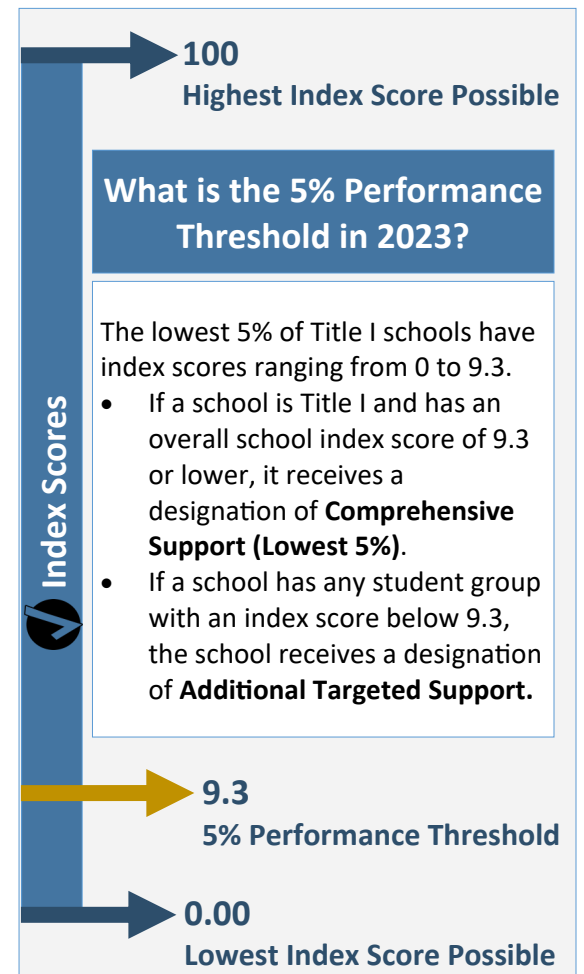 100
Highest Index Score Possible
What is the 5% Performance
Threshold in 2023?
The lowest 5% of Title I schools have
index scores ranging from 0 to 9.3.
• If a school is Title I and has an
overall school index score of 9.3
or lower, it receives a
designation of Comprehensive
Support (Lowest 5%).
• If a school has any student group
with an index score below 9.3,
the school receives a designation
of Additional Targeted Support.
Index Scores
9.3
5% Performance Threshold
0.00
Lowest Index Score Possible